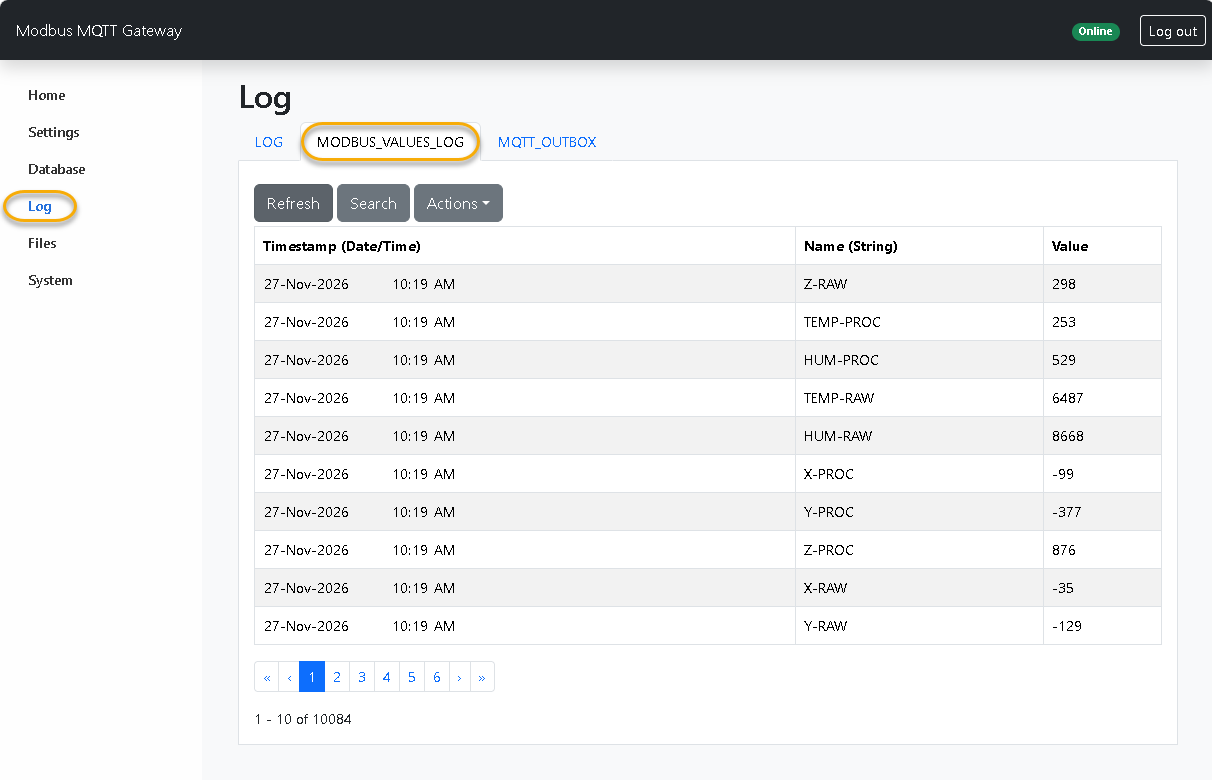 Modbus MQTT Gateway
Online
Log out
Home
Settings
Database
Log
Files
System
Log
LOG MODBUS_VALUES_LOG MQTT_OUTBOX
Refresh Search Actions
Timestamp (Date/Time) Name (String) Value
27-Nov-2026 10:19 AM Z-RAW 298
27-Nov-2026 10:19 AM TEMP-PROC 253
27-Nov-2026 10:19 AM HUM-PROC 529
27-Nov-2026 10:19 AM TEMP-RAW 6487
27-Nov-2026 10:19 AM HUM-RAW 8668
27-Nov-2026 10:19 AM X-PROC -99
27-Nov-2026 10:19 AM Y-PROC -377
27-Nov-2026 10:19 AM Z-PROC 876
27-Nov-2026 10:19 AM X-RAW -35
27-Nov-2026 10:19 AM Y-RAW -129
« ‹ 1 2 3 4 5 6 › »
1 - 10 of 10084